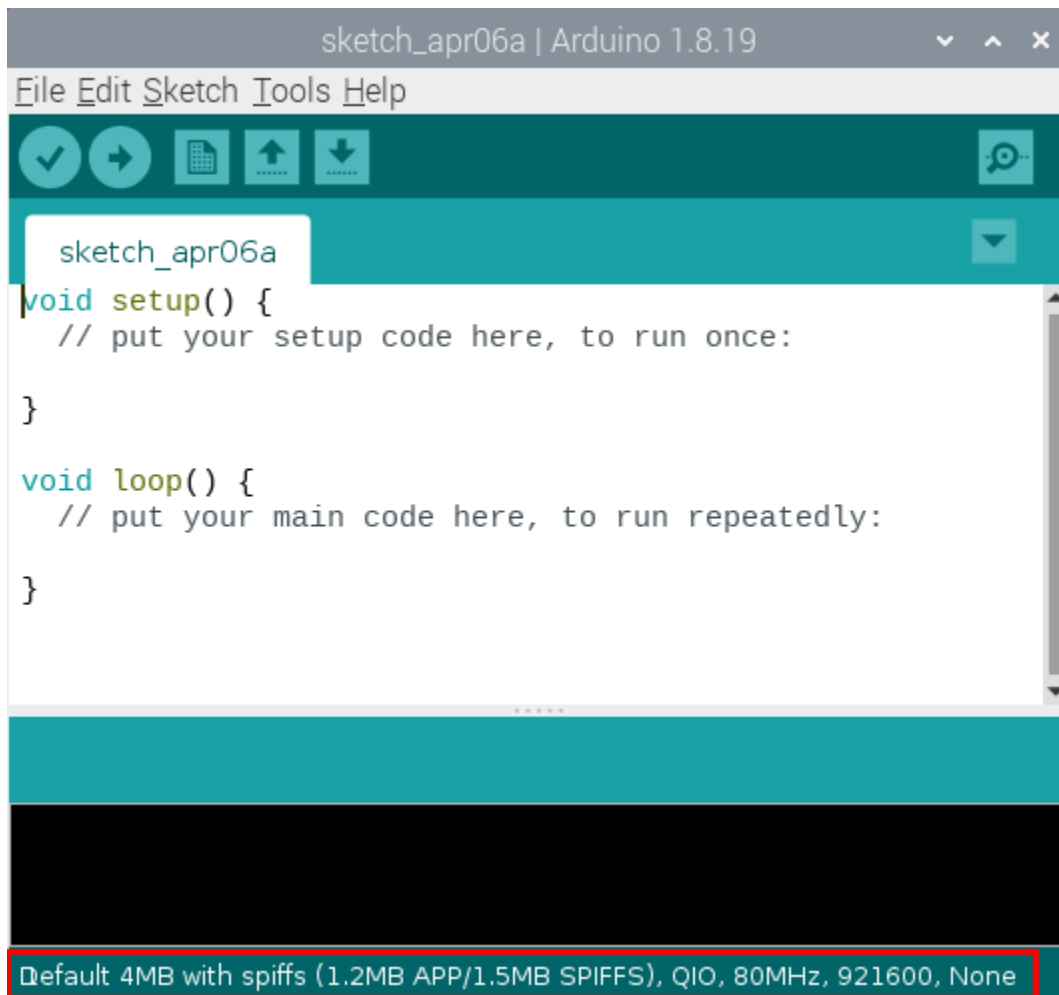 sketch_apr06a | Arduino 1.8.19
File Edit Sketch Tools Help
sketch_apr06a
void setup() {
  // put your setup code here, to run once:
}
void loop() {
  // put your main code here, to run repeatedly:
}
Default 4MB with spiffs (1.2MB APP/1.5MB SPIFFS), QIO, 80MHz, 921600, None